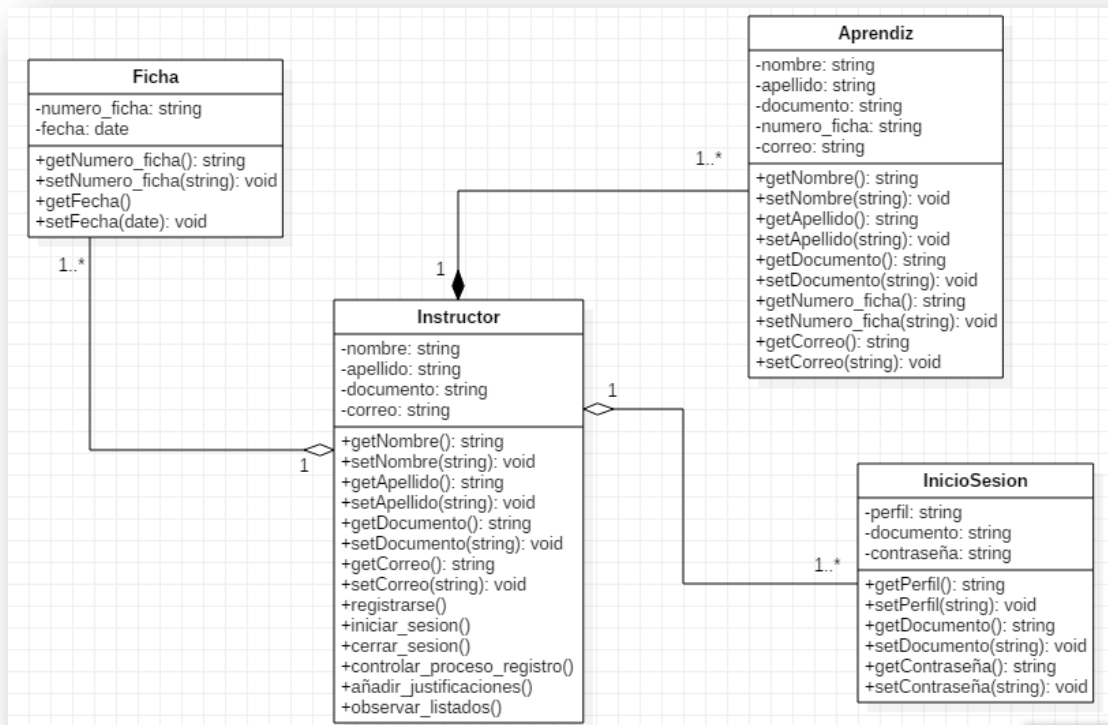 Ficha
-numero_ficha: string
-fecha: date
+getNumero_ficha(): string
+setNumero_ficha(string): void
+getFecha()
+setFecha(date): void
1..*
1
Aprendiz
-nombre: string
-apellido: string
-documento: string
-numero_ficha: string
-correo: string
+getNombre(): string
+setNombre(string): void
+getApellido(): string
+setApellido(string): void
+getDocumento(): string
+setDocumento(string): void
+getNumero_ficha(): string
+setNumero_ficha(string): void
+getCorreo(): string
+setCorreo(string): void
1..*
1
Instructor
-nombre: string
-apellido: string
-documento: string
-correo: string
+getNombre(): string
+setNombre(string): void
+getApellido(): string
+setApellido(string): void
+getDocumento(): string
+setDocumento(string): void
+getCorreo(): string
+setCorreo(string): void
+registrarse()
+iniciar_sesion()
+cerrar_sesion()
+controlar_proceso_registro()
+añadir_justificaciones()
+observar_listados()
1
1..*
InicioSesion
-perfil: string
-documento: string
-contraseña: string
+getPerfil(): string
+setPerfil(string): void
+getDocumento(): string
+setDocumento(string): void
+getContraseña(): string
+setContraseña(string): void